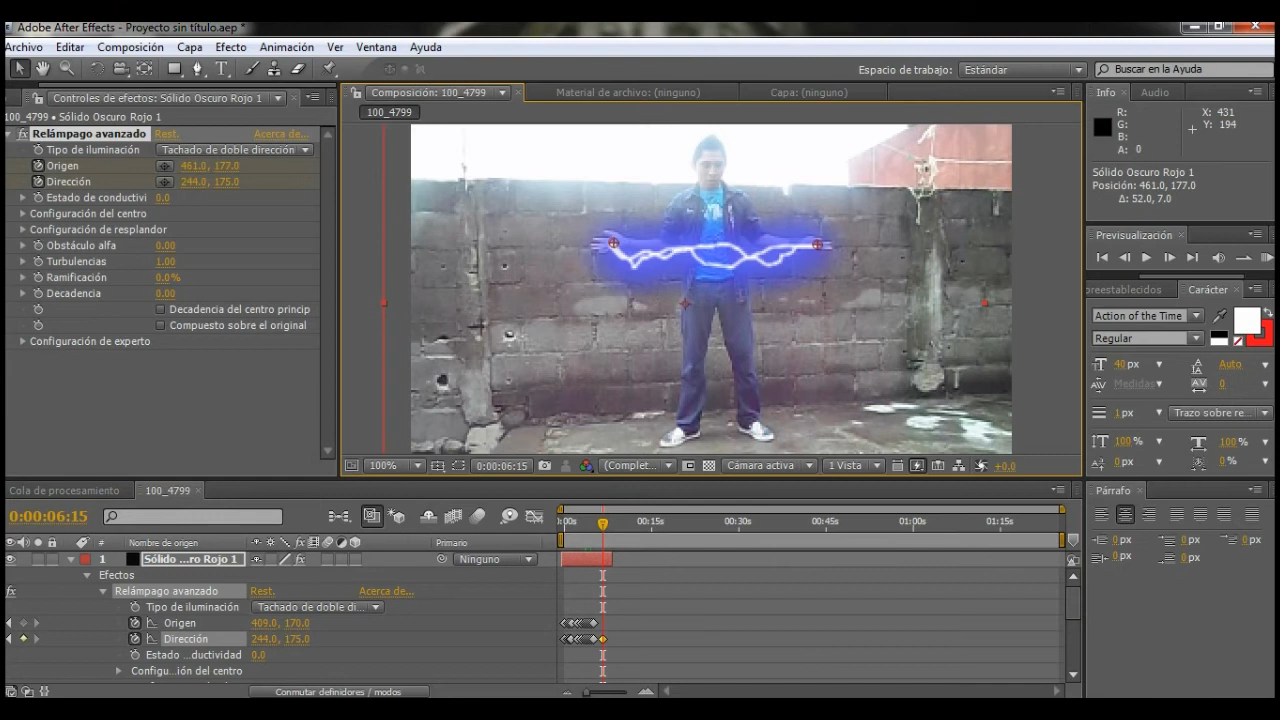 Adobe After Effects - Proyecto sin título.aep *
Archivo Editar Composición Capa Efecto Animación Ver Ventana Ayuda
Espacio de trabajo: Estándar Buscar en la Ayuda
Controles de efectos: Sólido Oscuro Rojo 1
100_4799 • Sólido Oscuro Rojo 1
Relámpago avanzado Rest. Acerca de...
Tipo de iluminación Tachado de doble dirección
Origen 461.0, 177.0
Dirección 244.0, 175.0
Estado de conductivi 0.0
Configuración del centro
Configuración de resplandor
Obstáculo alfa 0.00
Turbulencias 1.00
Ramificación 0.0%
Decadencia 0.00
Decadencia del centro princip
Compuesto sobre el original
Configuración de experto
Composición: 100_4799 Material de archivo: (ninguno) Capa: (ninguno)
100_4799
100% 0:00:06:15 (Complet... Cámara activa 1 Vista +0.0
Info Audio
R: X: 431
G: Y: 194
B:
A: 0
Sólido Oscuro Rojo 1
Posición: 461.0, 177.0
Δ: 52.0, 7.0
Previsualización
preestablecidos Carácter
Action of the Time
Regular
40 px Auto
Medidas 0
1 px Trazo sobre re...
100 % 100 %
0 px 0 %
Párrafo
0 px 0 px 0 px
0 px 0 px
Cola de procesamiento 100_4799
0:00:06:15
:00s 00:15s 00:30s 00:45s 01:00s 01:15s
# Nombre de origen Primario
1 Sólido ...ro Rojo 1 Ninguno
Efectos
Relámpago avanzado Rest. Acerca de...
Tipo de iluminación Tachado de doble di...
Origen 409.0, 170.0
Dirección 244.0, 175.0
Estado ...ductividad 0.0
Configu...ión del centro
Conmutar definidores / modos